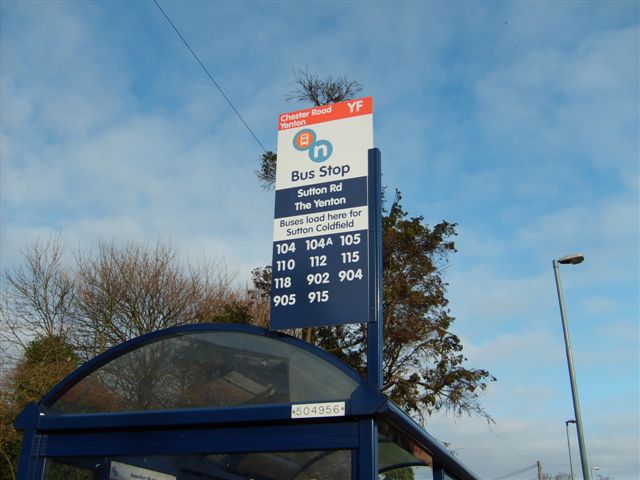 Chester Road YF
Yenton
n
Bus Stop
Sutton Rd
The Yenton
Buses load here for
Sutton Coldfield
104 104A 105
110 112 115
118 902 904
905 915
*504956*